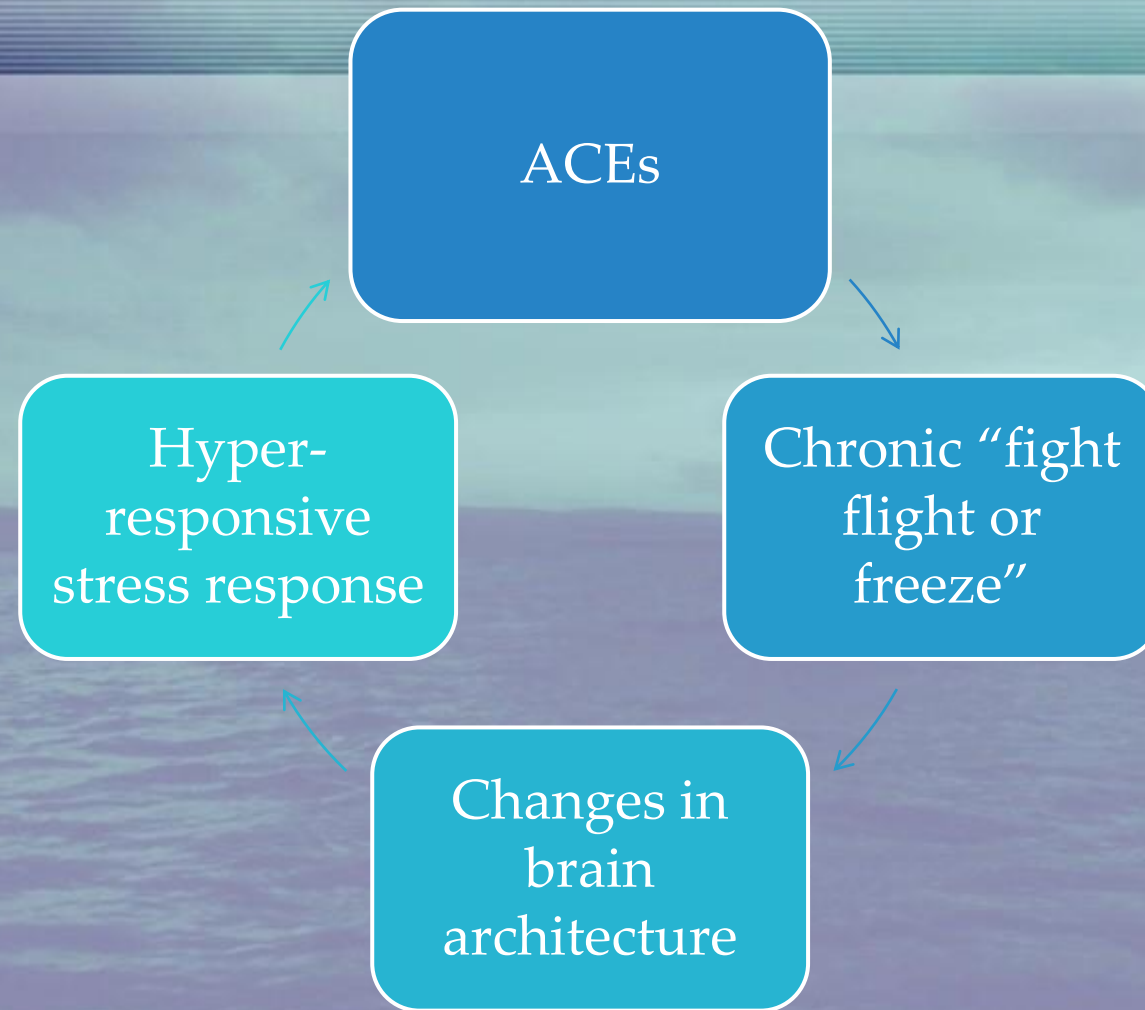 ACEs
Chronic “fight
flight or
freeze”
Changes in
brain
architecture
Hyper-
responsive
stress response